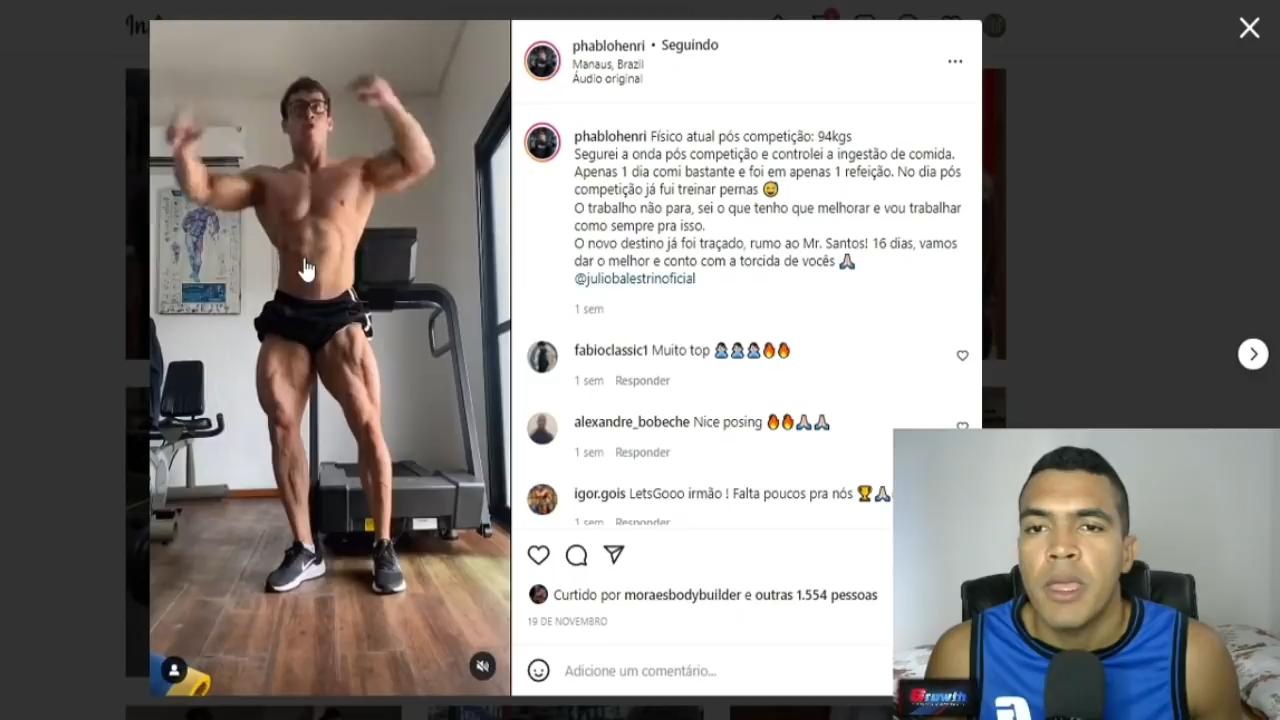 phablohenri • Seguindo
Manaus, Brazil
Áudio original
phablohenri Físico atual pós competição: 94kgs
Segurei a onda pós competição e controlei a ingestão de comida.
Apenas 1 dia comi bastante e foi em apenas 1 refeição. No dia pós
competição já fui treinar pernas 😅
O trabalho não para, sei o que tenho que melhorar e vou trabalhar
como sempre pra isso.
O novo destino já foi traçado, rumo ao Mr. Santos! 16 dias, vamos
dar o melhor e conto com a torcida de vocês 🙏🏻
@juliobalestrinoficial
1 sem
fabioclassic1 Muito top 🤦🏻‍♂️🤦🏻‍♂️🤦🏻‍♂️🔥🔥
1 sem Responder
alexandre_bobeche Nice posing 🔥🔥🙏🏻🙏🏻
1 sem Responder
igor.gois LetsGooo irmão ! Falta poucos pra nós 🏆🙏🏻
1 sem Responder
Curtido por moraesbodybuilder e outras 1.554 pessoas
19 DE NOVEMBRO
Adicione um comentário...
Growth